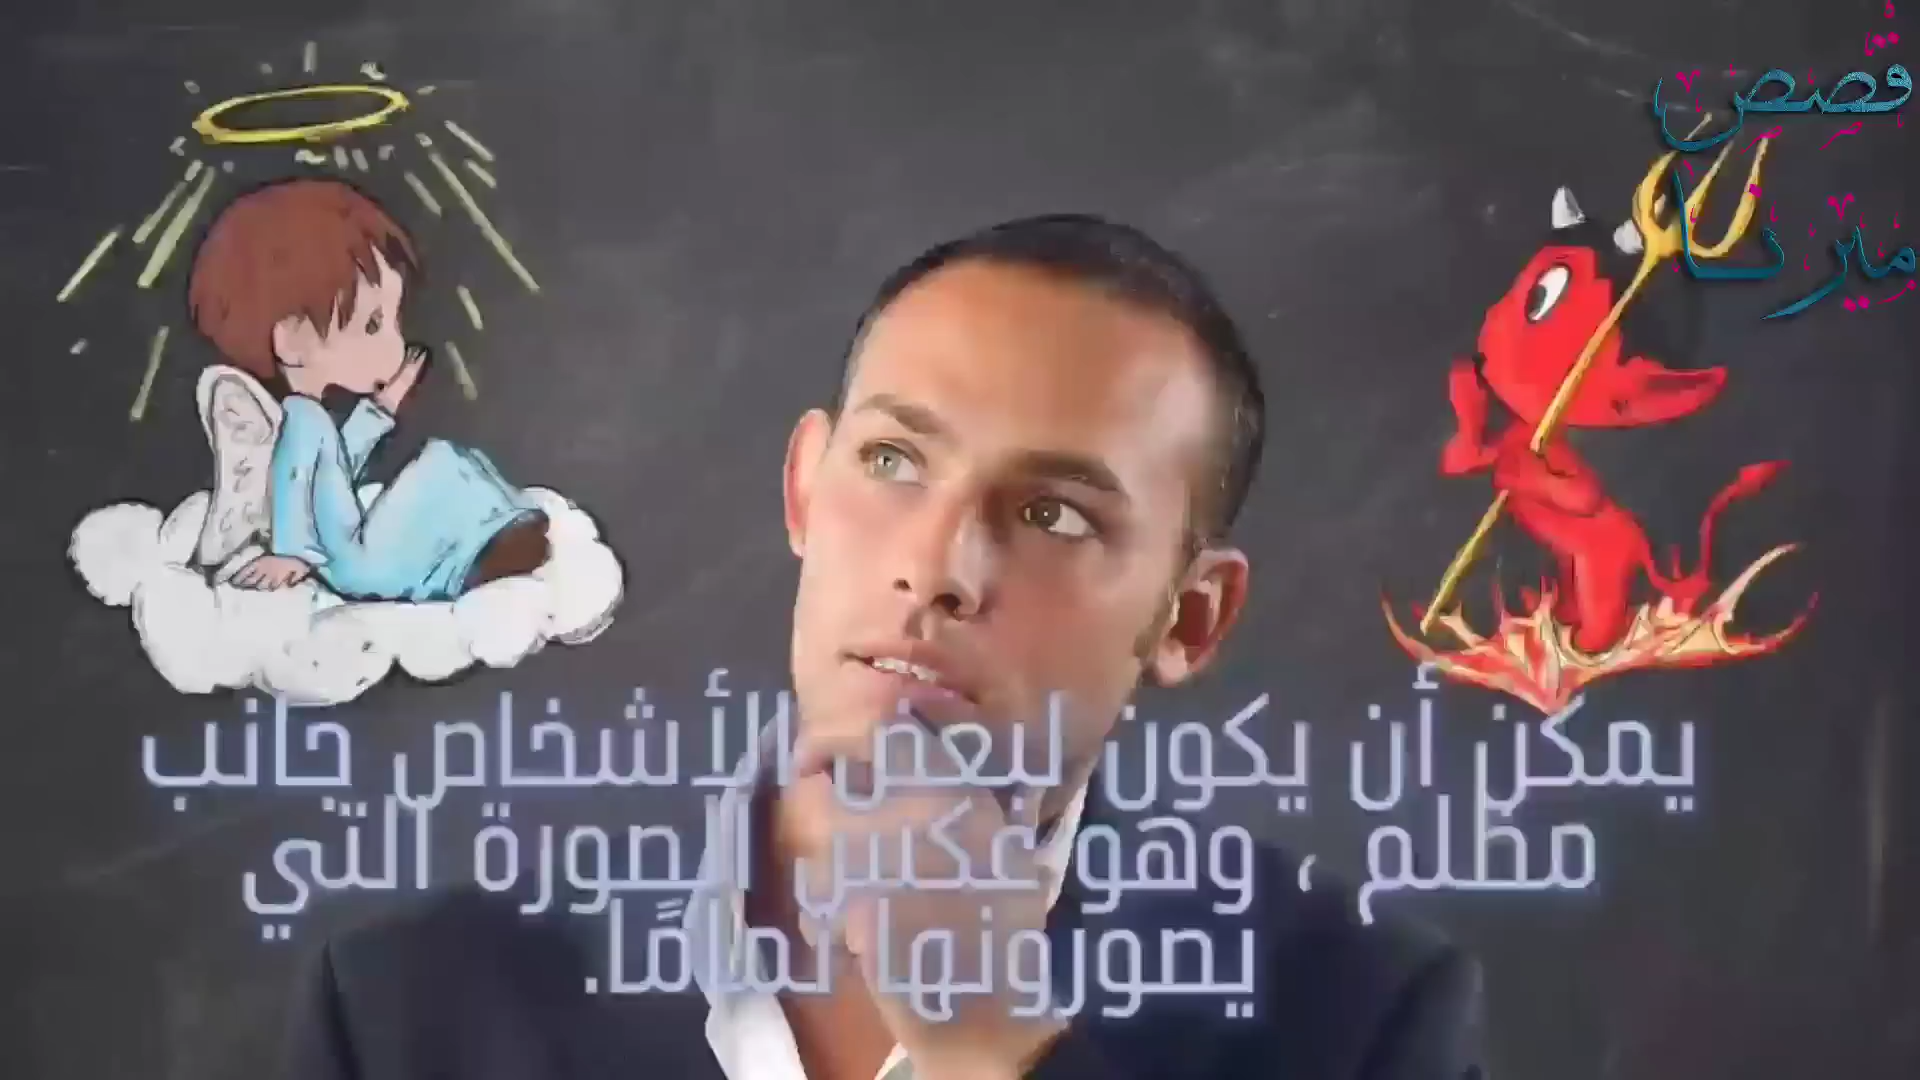 قصص
ميرنا
يمكن أن يكون لبعض الأشخاص جانب
مظلم ، وهو عكس الصورة التي
يصورونها تمامًا.